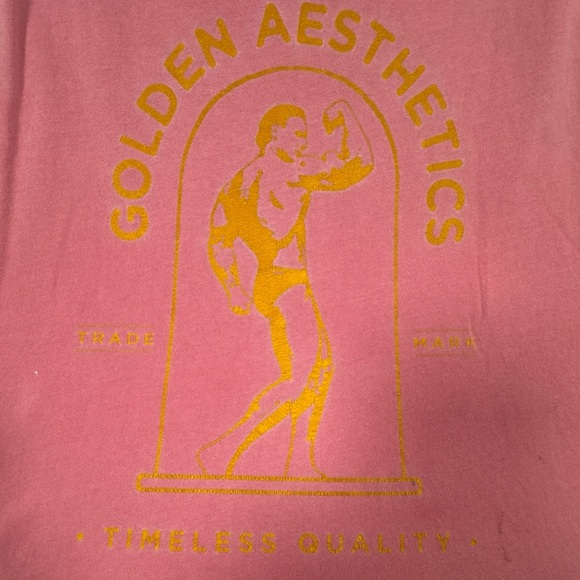 GOLDEN AESTHETICS
TRADE MARK
• TIMELESS QUALITY •